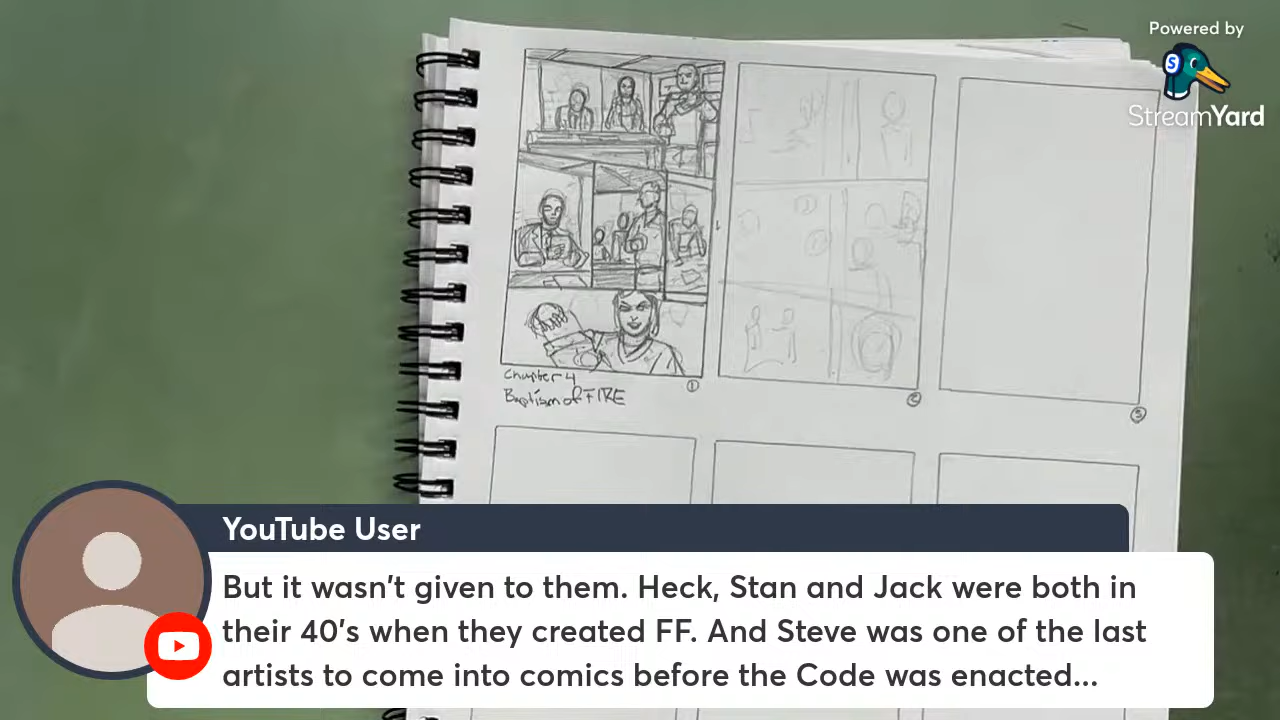 Powered by
StreamYard
Chapter 4
Baptism of FIRE
1
2
3
YouTube User
But it wasn't given to them. Heck, Stan and Jack were both in
their 40's when they created FF. And Steve was one of the last
artists to come into comics before the Code was enacted...